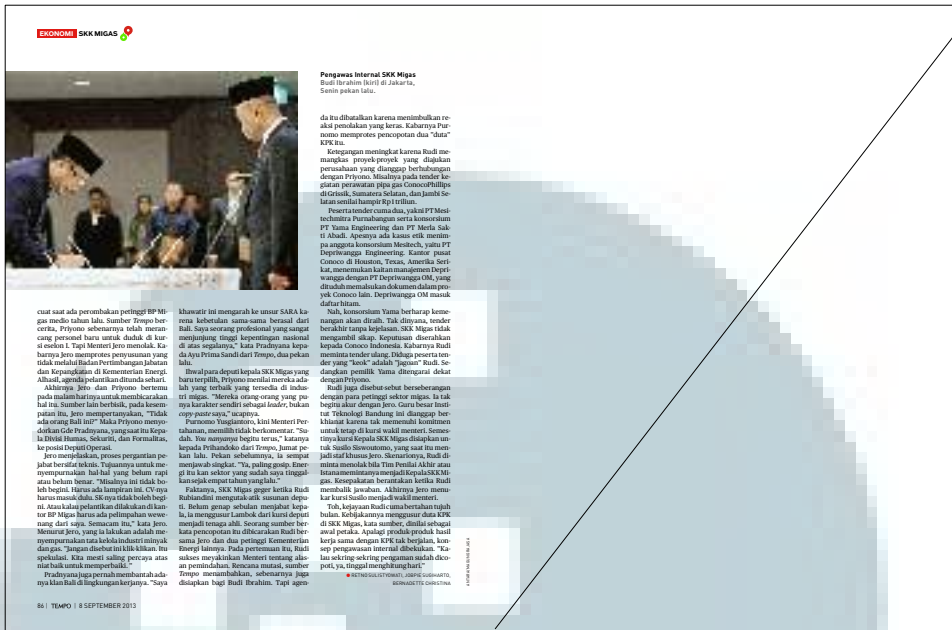 EKONOMI SKK MIGAS
Pengawas Internal SKK Migas
Budi Ibrahim (kiri) di Jakarta,
Senin pekan lalu.
cuat saat ada perombakan petinggi BP Mi-
gas medio tahun lalu. Sumber Tempo ber-
cerita, Priyono sebenarnya telah meran-
cang personel baru untuk duduk di kur-
si eselon I. Tapi Menteri Jero menolak. Ka-
barnya Jero memprotes penyusunan yang
tidak melalui Badan Pertimbangan Jabatan
dan Kepangkatan di Kementerian Energi.
Alhasil, agenda pelantikan ditunda sehari.
Akhirnya Jero dan Priyono bertemu
pada malam harinya untuk membicarakan
hal itu. Sumber lain berbisik, pada kesem-
patan itu, Jero mempertanyakan, "Tidak
ada orang Bali ini?" Maka Priyono menyo-
dorkan Gde Pradnyana, yang saat itu Kepa-
la Divisi Humas, Sekuriti, dan Formalitas,
ke posisi Deputi Operasi.
Jero menjelaskan, proses pergantian pe-
jabat bersifat teknis. Tujuannya untuk me-
nyempurnakan hal-hal yang belum rapi
atau belum benar. "Misalnya ini tidak bo-
leh begini. Harus ada lampiran ini. CV-nya
harus masuk dulu. SK-nya tidak boleh begi-
ni. Atau kalau pelantikan dilakukan di kan-
tor BP Migas harus ada pelimpahan wewe-
nang dari saya. Semacam itu," kata Jero.
Menurut Jero, yang ia lakukan adalah me-
nyempurnakan tata kelola industri minyak
dan gas. "Jangan disebut ini klik-klikan. Itu
spekulasi. Kita mesti saling percaya atas
niat baik untuk memperbaiki."
Pradnyana juga pernah membantah ada-
nya klan Bali di lingkungan kerjanya. "Saya
khawatir ini mengarah ke unsur SARA ka-
rena kebetulan sama-sama berasal dari
Bali. Saya seorang profesional yang sangat
menjunjung tinggi kepentingan nasional
di atas segalanya," kata Pradnyana kepa-
da Ayu Prima Sandi dari Tempo, dua pekan
lalu.
Ihwal para deputi kepala SKK Migas yang
baru terpilih, Priyono menilai mereka ada-
lah yang terbaik yang tersedia di indus-
tri migas. "Mereka orang-orang yang pu-
nya karakter sendiri sebagai leader, bukan
copy-paste saya," ucapnya.
Purnomo Yusgiantoro, kini Menteri Per-
tahanan, memilih tidak berkomentar. "Su-
dah. You nanyanya begitu terus," katanya
kepada Prihandoko dari Tempo, Jumat pe-
kan lalu. Pekan sebelumnya, ia sempat
menjawab singkat. "Ya, paling gosip. Ener-
gi itu kan sektor yang sudah saya tinggal-
kan sejak empat tahun yang lalu."
Faktanya, SKK Migas geger ketika Rudi
Rubiandini mengutak-atik susunan depu-
ti. Belum genap sebulan menjabat kepa-
la, ia menggusur Lambok dari kursi deputi
menjadi tenaga ahli. Seorang sumber ber-
kata pencopotan itu dibicarakan Rudi ber-
sama Jero dan dua petinggi Kementerian
Energi lainnya. Pada pertemuan itu, Rudi
sukses meyakinkan Menteri tentang alas-
an pemindahan. Rencana mutasi, sumber
Tempo menambahkan, sebenarnya juga
disiapkan bagi Budi Ibrahim. Tapi agen-
da itu dibatalkan karena menimbulkan re-
aksi penolakan yang keras. Kabarnya Pur-
nomo memprotes pencopotan dua "duta"
KPK itu.
Ketegangan meningkat karena Rudi me-
mangkas proyek-proyek yang diajukan
perusahaan yang dianggap berhubungan
dengan Priyono. Misalnya pada tender ke-
giatan perawatan pipa gas ConocoPhillips
di Grissik, Sumatera Selatan, dan Jambi Se-
latan senilai hampir Rp 1 triliun.
Peserta tender cuma dua, yakni PT Mesi-
techmitra Purnabangun serta konsorsium
PT Yama Engineering dan PT Merla Sak-
ti Abadi. Apesnya ada kasus etik menim-
pa anggota konsorsium Mesitech, yaitu PT
Depriwangga Engineering. Kantor pusat
Conoco di Houston, Texas, Amerika Seri-
kat, menemukan kaitan manajemen Depri-
wangga dengan PT Depriwangga OM, yang
dituduh memalsukan dokumen dalam pro-
yek Conoco lain. Depriwangga OM masuk
daftar hitam.
Nah, konsorsium Yama berharap keme-
nangan akan diraih. Tak dinyana, tender
berakhir tanpa kejelasan. SKK Migas tidak
mengambil sikap. Keputusan diserahkan
kepada Conoco Indonesia. Kabarnya Rudi
meminta tender ulang. Diduga peserta ten-
der yang "keok" adalah "jagoan" Rudi. Se-
dangkan pemilik Yama ditengarai dekat
dengan Priyono.
Rudi juga disebut-sebut berseberangan
dengan para petinggi sektor migas. Ia tak
begitu akur dengan Jero. Guru besar Insti-
tut Teknologi Bandung ini dianggap ber-
khianat karena tak memenuhi komitmen
untuk tetap di kursi wakil menteri. Semes-
tinya kursi Kepala SKK Migas disiapkan un-
tuk Susilo Siswoutomo, yang saat itu men-
jadi staf khusus Jero. Skenarionya, Rudi di-
minta menolak bila Tim Penilai Akhir atau
Istana memintanya menjadi Kepala SKK Mi-
gas. Kesepakatan berantakan ketika Rudi
membalik jawaban. Akhirnya Jero menu-
kar kursi Susilo menjadi wakil menteri.
Toh, kejayaan Rudi cuma bertahan tujuh
bulan. Kebijakannya menggusur duta KPK
di SKK Migas, kata sumber, dinilai sebagai
awal petaka. Apalagi produk-produk hasil
kerja sama dengan KPK tak berjalan, kon-
sep pengawasan internal dibekukan. "Ka-
lau sekring-sekring pengaman sudah dico-
poti, ya, tinggal menghitung hari."
RETNO SULISTYOWATI, JOBPIE SUGIHARTO,
BERNADETTE CHRISTINA
86 | TEMPO | 8 SEPTEMBER 2013